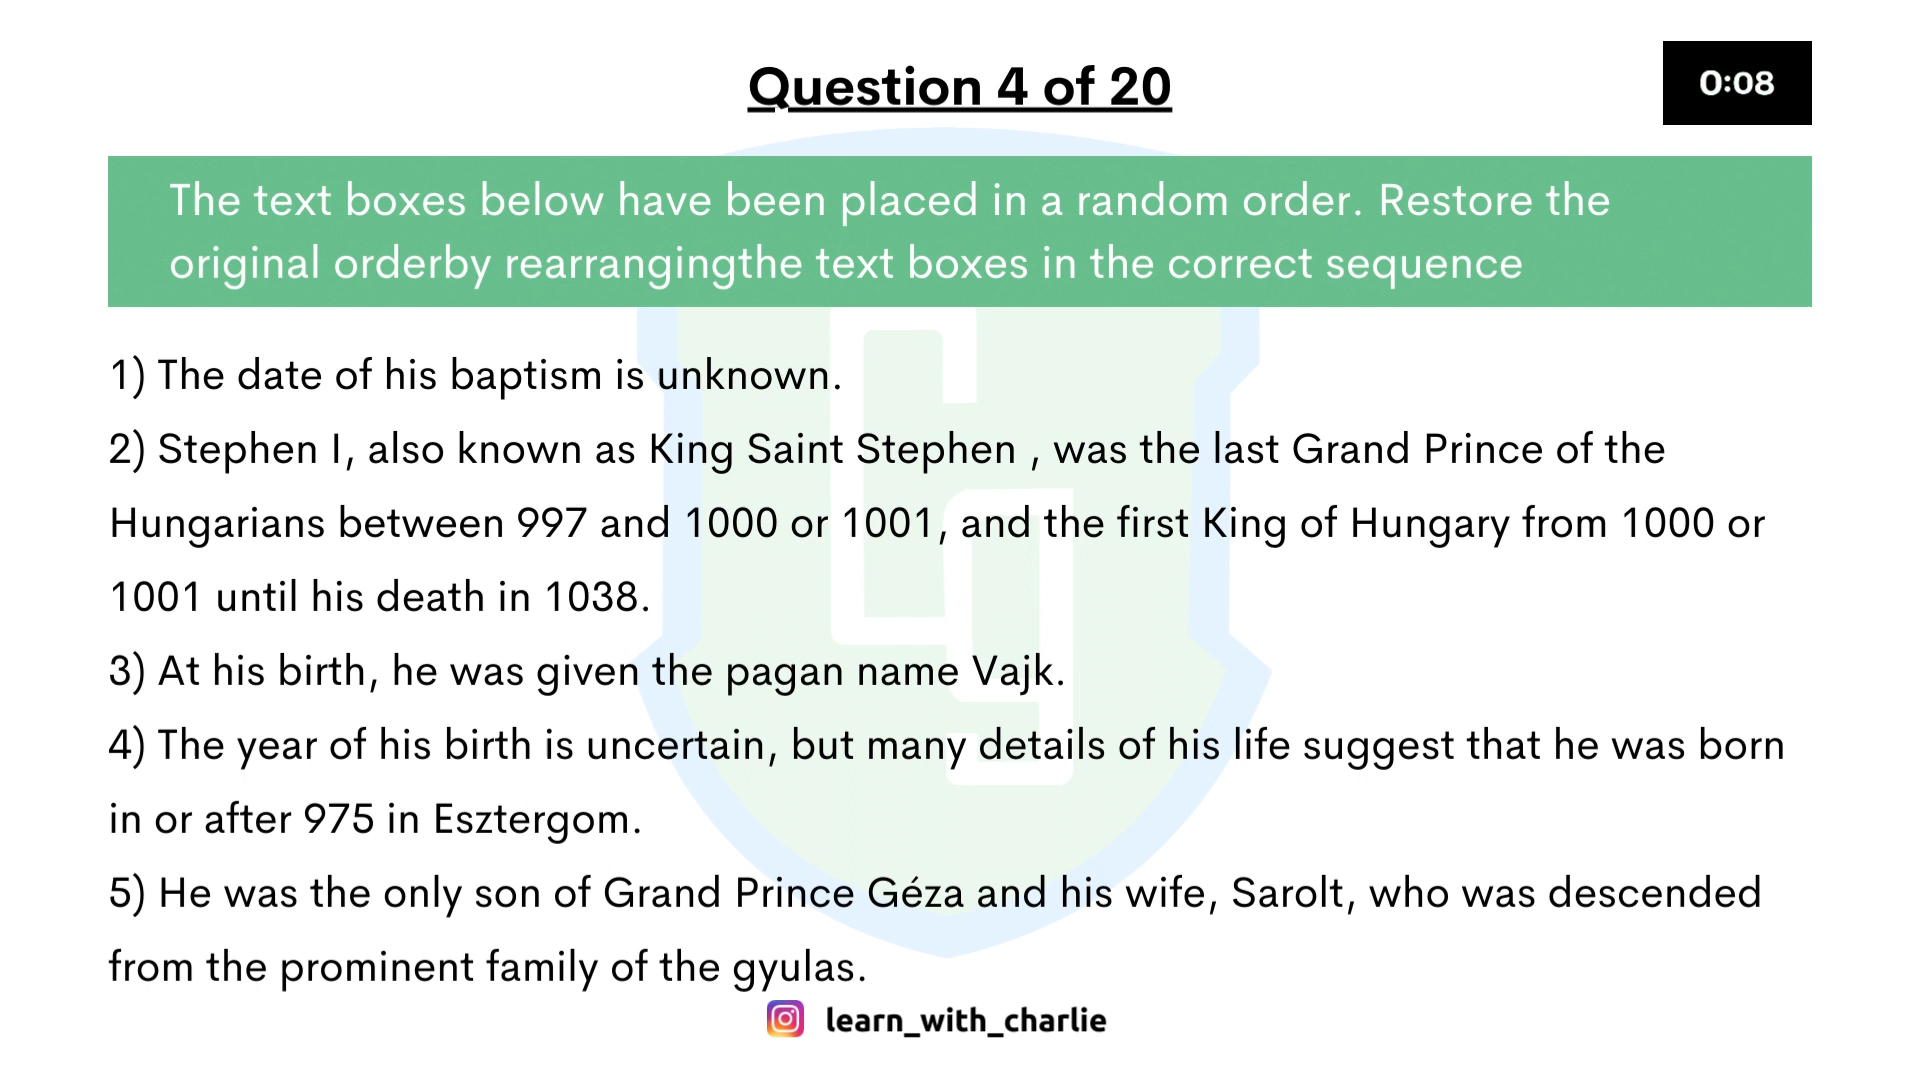 Question 4 of 20
0:08
The text boxes below have been placed in a random order. Restore the
original orderby rearrangingthe text boxes in the correct sequence
1) The date of his baptism is unknown.
2) Stephen I, also known as King Saint Stephen , was the last Grand Prince of the
Hungarians between 997 and 1000 or 1001, and the first King of Hungary from 1000 or
1001 until his death in 1038.
3) At his birth, he was given the pagan name Vajk.
4) The year of his birth is uncertain, but many details of his life suggest that he was born
in or after 975 in Esztergom.
5) He was the only son of Grand Prince Géza and his wife, Sarolt, who was descended
from the prominent family of the gyulas.
learn_with_charlie